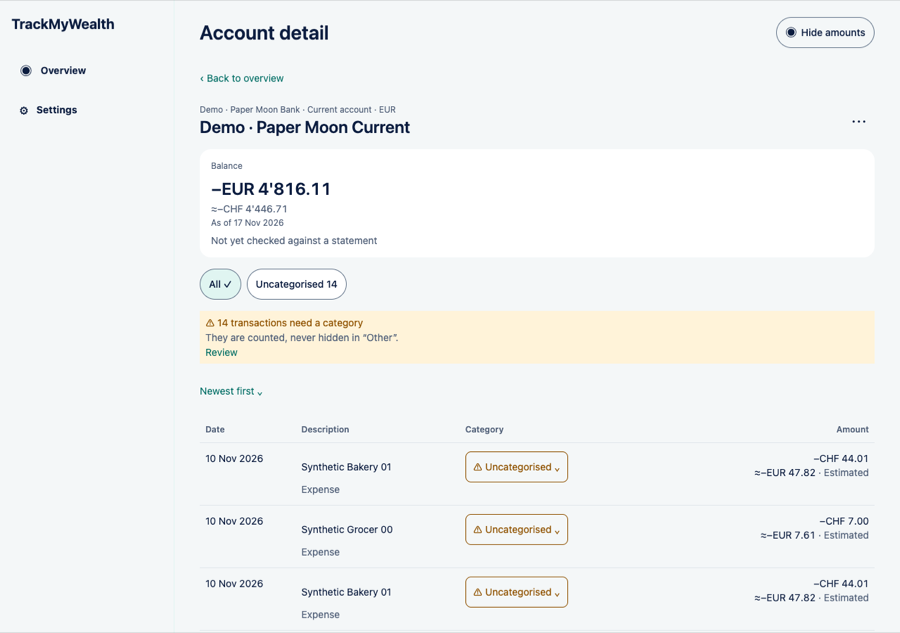 TrackMyWealth
Overview
Settings
Account detail
Hide amounts
‹ Back to overview
Demo · Paper Moon Bank · Current account · EUR
Demo · Paper Moon Current
...
Balance
−EUR 4'816.11
≈−CHF 4'446.71
As of 17 Nov 2026
Not yet checked against a statement
All ✓
Uncategorised 14
⚠ 14 transactions need a category
They are counted, never hidden in “Other”.
Review
Newest first ⌄
Date Description Category Amount
10 Nov 2026 Synthetic Bakery 01 ⚠ Uncategorised ⌄ −CHF 44.01
Expense ≈−EUR 47.82 · Estimated
10 Nov 2026 Synthetic Grocer 00 ⚠ Uncategorised ⌄ −CHF 7.00
Expense ≈−EUR 7.61 · Estimated
10 Nov 2026 Synthetic Bakery 01 ⚠ Uncategorised ⌄ −CHF 44.01
Expense ≈−EUR 47.82 · Estimated